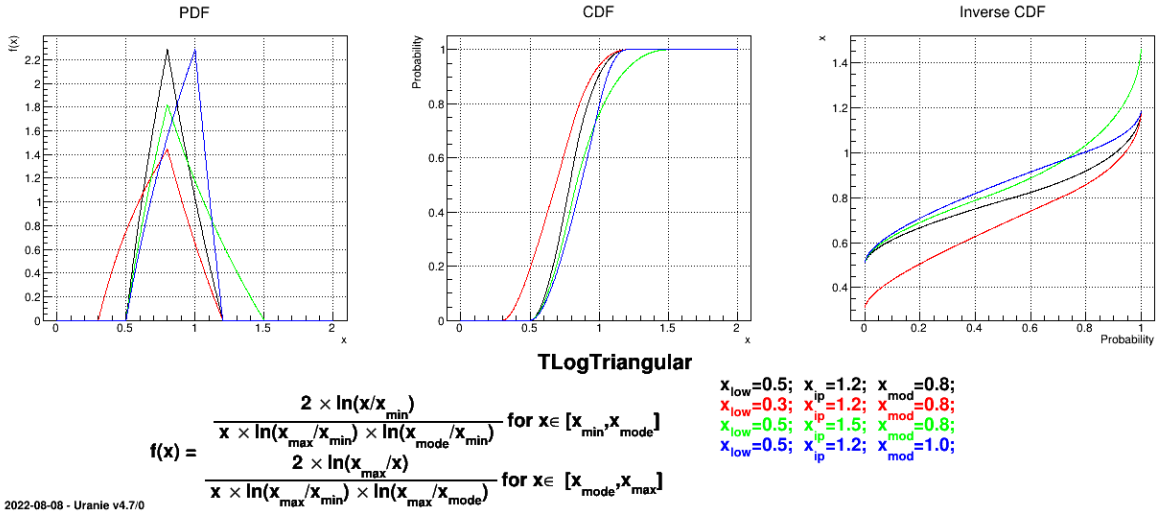 PDF
f(x)
2.2
2
1.8
1.6
1.4
1.2
1
0.8
0.6
0.4
0.2
0
0 0.5 1 1.5 2
x
CDF
Probability
1
0.8
0.6
0.4
0.2
0
0 0.5 1 1.5 2
x
Inverse CDF
x
1.4
1.2
1
0.8
0.6
0.4
0 0.2 0.4 0.6 0.8 1
Probability
TLogTriangular
x_low=0.5; x_ip=1.2; x_mod=0.8;
x_low=0.3; x_ip=1.2; x_mod=0.8;
x_low=0.5; x_ip=1.5; x_mod=0.8;
x_low=0.5; x_ip=1.2; x_mod=1.0;
f(x) =
2 × ln(x/x_min)
x × ln(x_max/x_min) × ln(x_mode/x_min)
for x∈ [x_min,x_mode]
2 × ln(x_max/x)
x × ln(x_max/x_min) × ln(x_max/x_mode)
for x∈ [x_mode,x_max]
2022-08-08 - Uranie v4.7/0